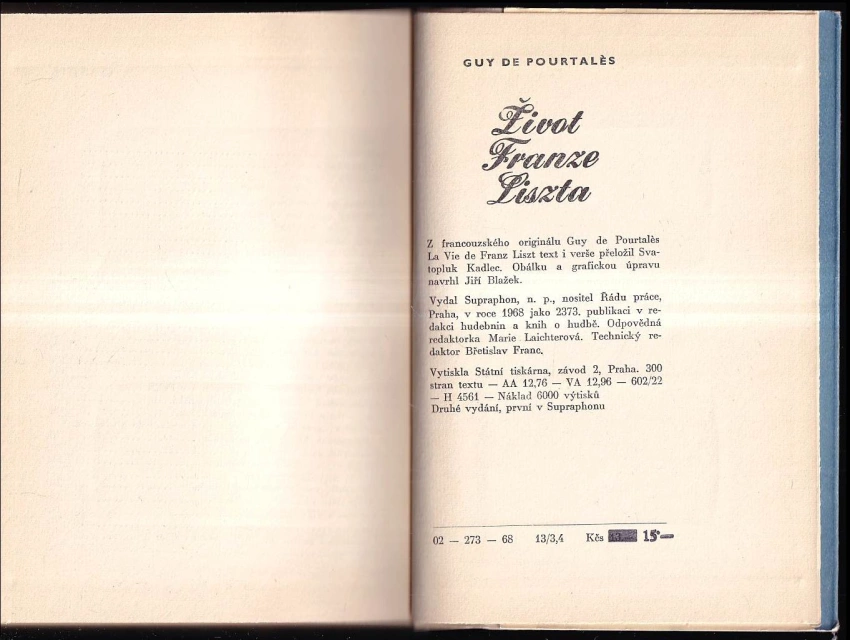 GUY DE POURTALÈS
Život
Franze
Liszta
Z francouzského originálu Guy de Pourtalès
La Vie de Franz Liszt text i verše přeložil Sva-
topluk Kadlec. Obálku a grafickou úpravu
navrhl Jiří Blažek.
Vydal Supraphon, n. p., nositel Řádu práce,
Praha, v roce 1968 jako 2373. publikaci v re-
dakci hudebnin a knih o hudbě. Odpovědná
redaktorka Marie Laichterová. Technický re-
daktor Břetislav Franc.
Vytiskla Státní tiskárna, závod 2, Praha. 300
stran textu — AA 12,76 — VA 12,96 — 602/22
— H 4561 — Náklad 6000 výtisků
Druhé vydání, první v Supraphonu
02 — 273 — 68 13/3,4 Kčs 15·—